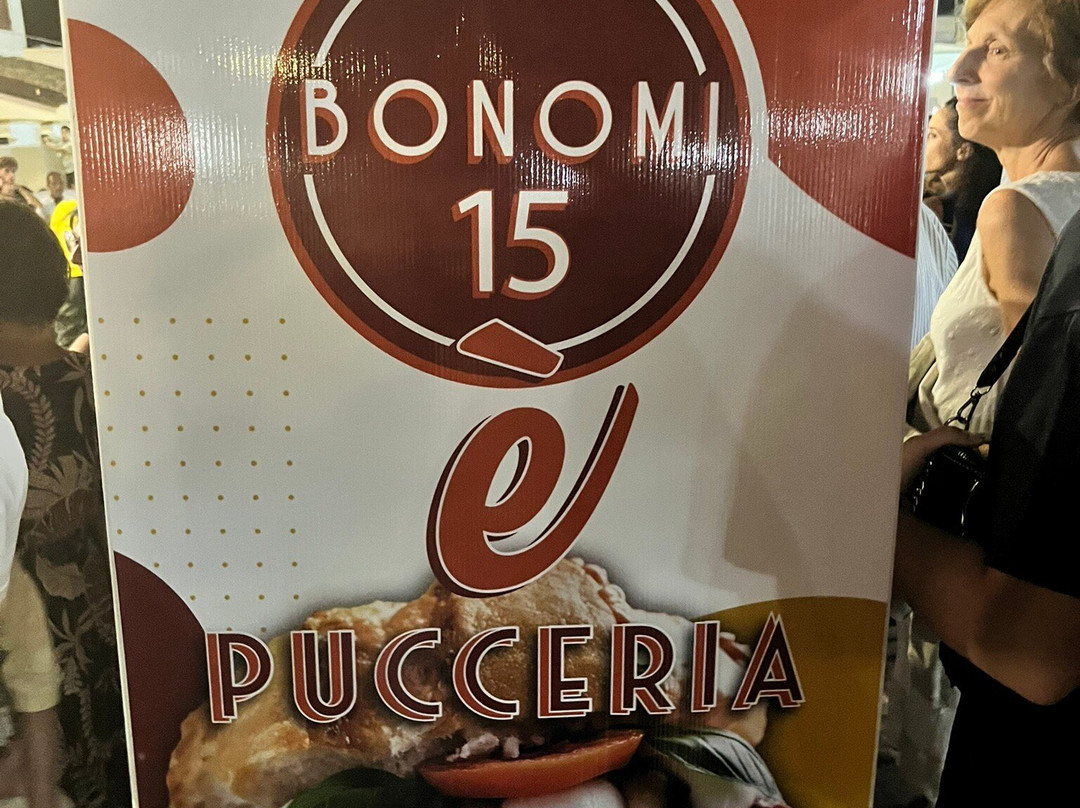 BONOMI
15
è
PUCCERIA